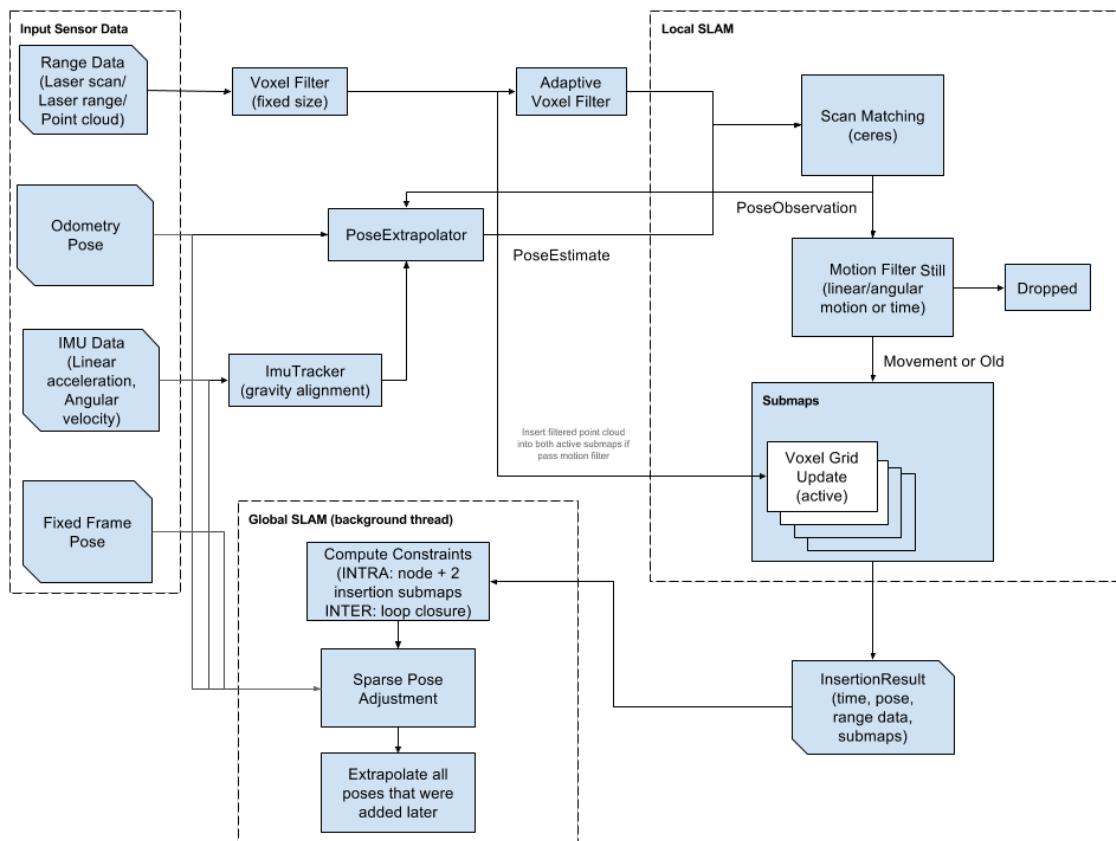 Input Sensor Data
Range Data
(Laser scan/
Laser range/
Point cloud)
Voxel Filter
(fixed size)
Adaptive
Voxel Filter
Local SLAM
Scan Matching
(ceres)
Odometry
Pose
PoseExtrapolator
PoseEstimate
PoseObservation
Motion Filter Still
(linear/angular
motion or time)
Dropped
IMU Data
(Linear
acceleration,
Angular
velocity)
ImuTracker
(gravity alignment)
Movement or Old
Submaps
Insert filtered point cloud
into both active submaps if
pass motion filter
Voxel Grid
Update
(active)
Fixed Frame
Pose
Global SLAM (background thread)
Compute Constraints
(INTRA: node + 2
insertion submaps
INTER: loop closure)
Sparse Pose
Adjustment
Extrapolate all
poses that were
added later
InsertionResult
(time, pose,
range data,
submaps)